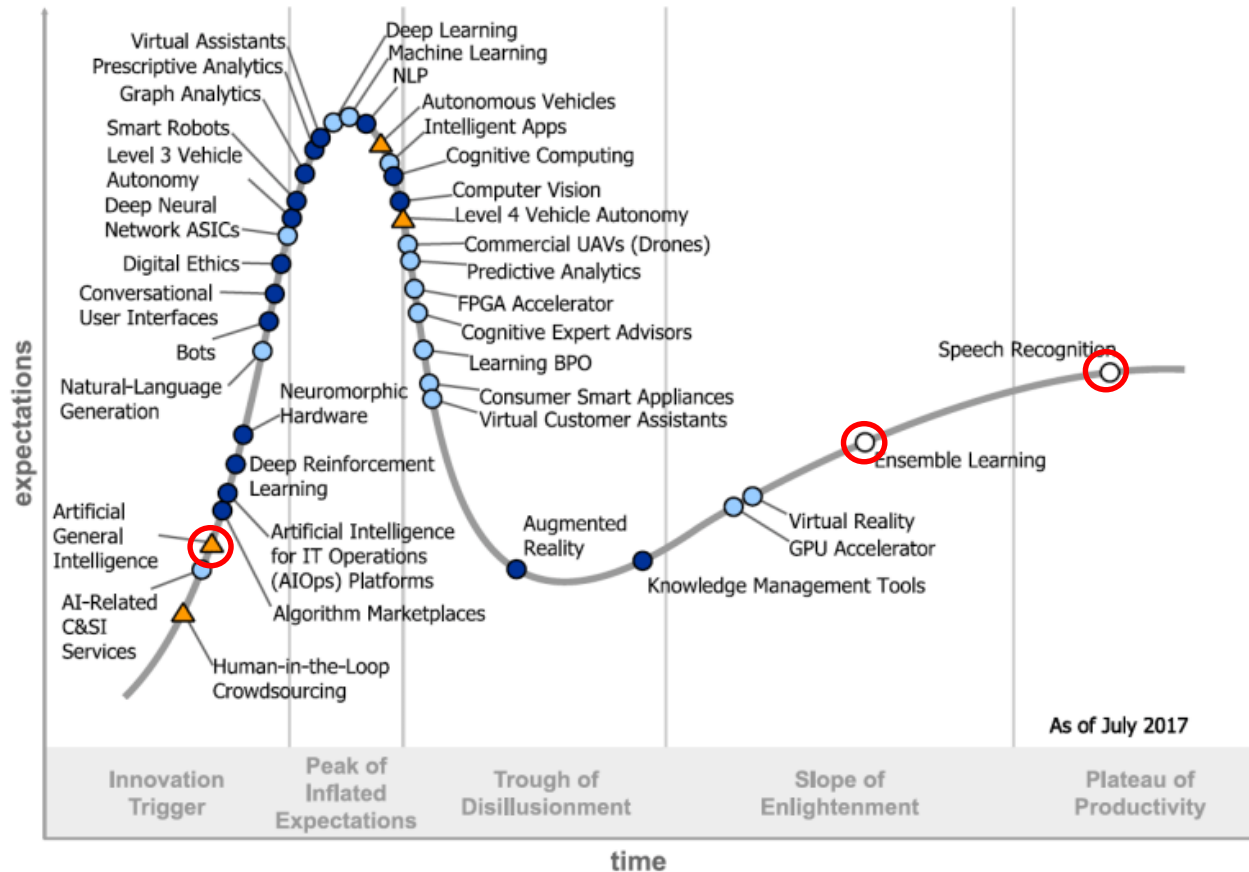 expectations
Virtual Assistants
Prescriptive Analytics
Graph Analytics
Smart Robots
Level 3 Vehicle
Autonomy
Deep Neural
Network ASICs
Digital Ethics
Conversational
User Interfaces
Bots
Natural-Language
Generation
Neuromorphic
Hardware
Deep Reinforcement
Learning
Artificial
General
Intelligence
Artificial Intelligence
for IT Operations
(AIOps) Platforms
AI-Related
C&SI
Services
Algorithm Marketplaces
Human-in-the-Loop
Crowdsourcing
Deep Learning
Machine Learning
NLP
Autonomous Vehicles
Intelligent Apps
Cognitive Computing
Computer Vision
Level 4 Vehicle Autonomy
Commercial UAVs (Drones)
Predictive Analytics
FPGA Accelerator
Cognitive Expert Advisors
Learning BPO
Consumer Smart Appliances
Virtual Customer Assistants
Augmented
Reality
Knowledge Management Tools
Virtual Reality
GPU Accelerator
Ensemble Learning
Speech Recognition
As of July 2017
Innovation
Trigger
Peak of
Inflated
Expectations
Trough of
Disillusionment
Slope of
Enlightenment
Plateau of
Productivity
time